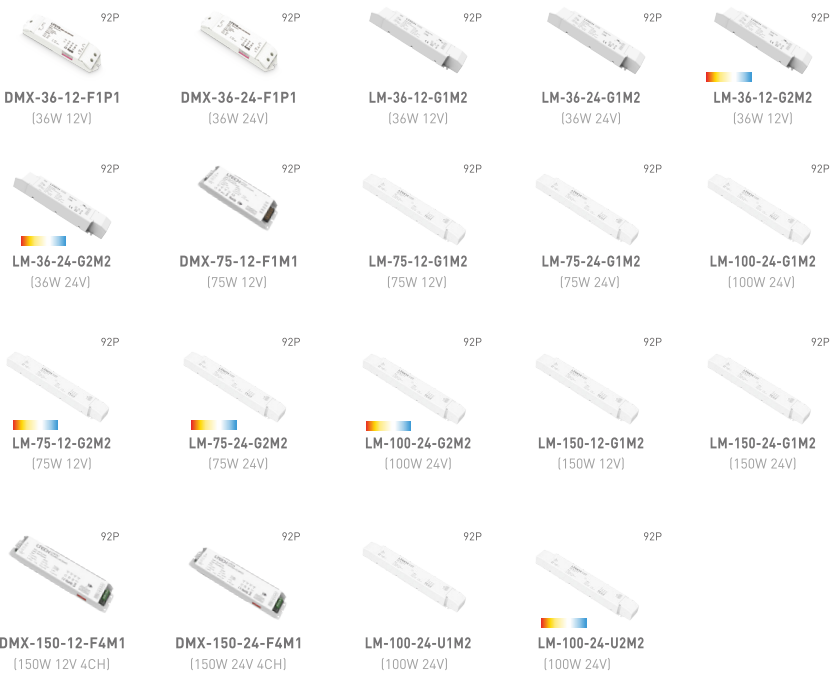 92P 92P 92P 92P 92P
DMX-36-12-F1P1 DMX-36-24-F1P1 LM-36-12-G1M2 LM-36-24-G1M2 LM-36-12-G2M2
(36W 12V) (36W 24V) (36W 12V) (36W 24V) (36W 12V)
92P 92P 92P 92P 92P
LM-36-24-G2M2 DMX-75-12-F1M1 LM-75-12-G1M2 LM-75-24-G1M2 LM-100-24-G1M2
(36W 24V) (75W 12V) (75W 12V) (75W 24V) (100W 24V)
92P 92P 92P 92P 92P
LM-75-12-G2M2 LM-75-24-G2M2 LM-100-24-G2M2 LM-150-12-G1M2 LM-150-24-G1M2
(75W 12V) (75W 24V) (100W 24V) (150W 12V) (150W 24V)
92P 92P 92P 92P
DMX-150-12-F4M1 DMX-150-24-F4M1 LM-100-24-U1M2 LM-100-24-U2M2
(150W 12V 4CH) (150W 24V 4CH) (100W 24V) (100W 24V)